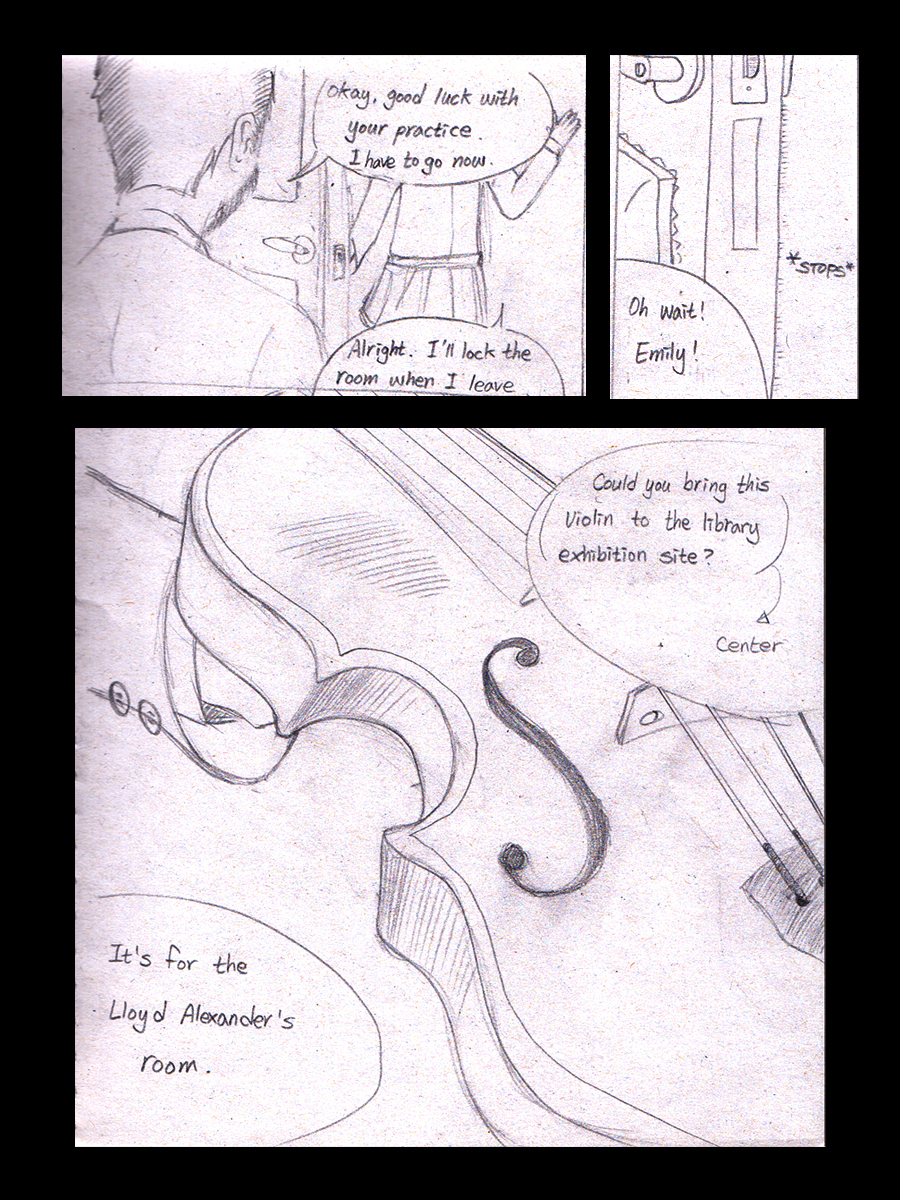 Okay, good luck with
your practice.
I have to go now.
Alright. I'll lock the
room when I leave
*STOPS*
Oh wait!
Emily!
Could you bring this
Violin to the library
exhibition site?
Center
It's for the
Lloyd Alexander's
room.